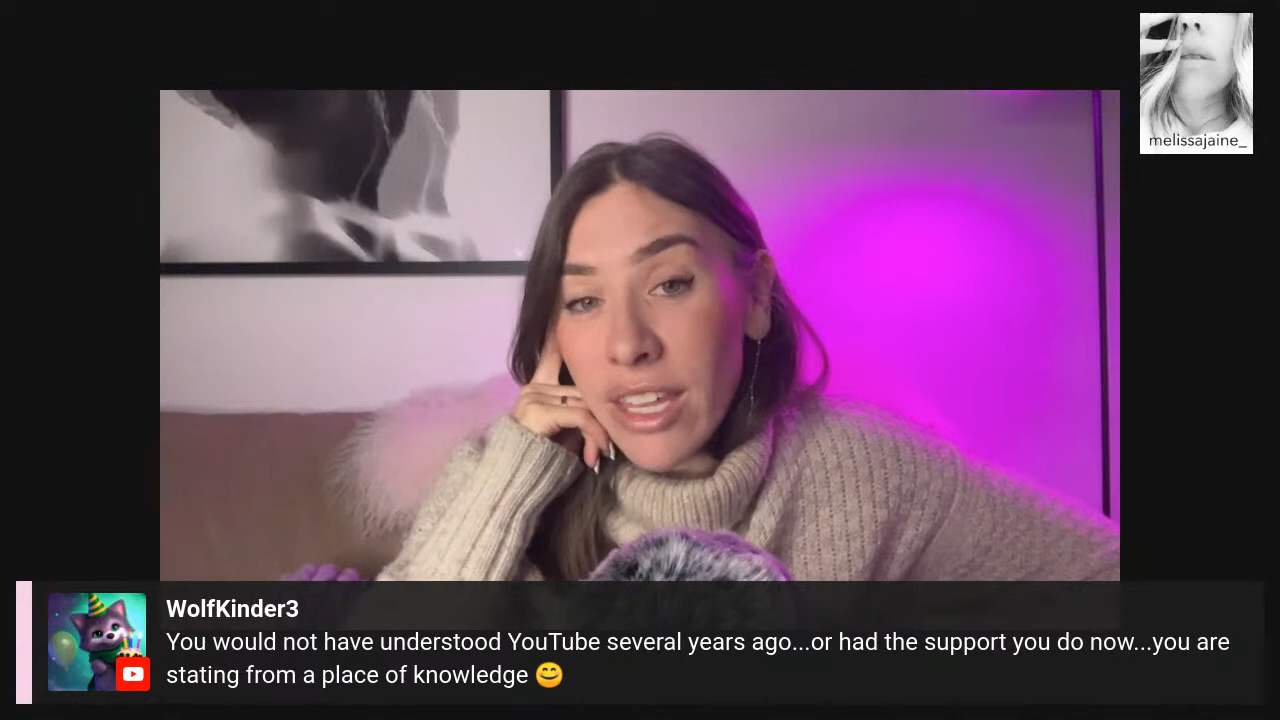 melissajaine_
WolfKinder3
You would not have understood YouTube several years ago...or had the support you do now...you are
stating from a place of knowledge 😊